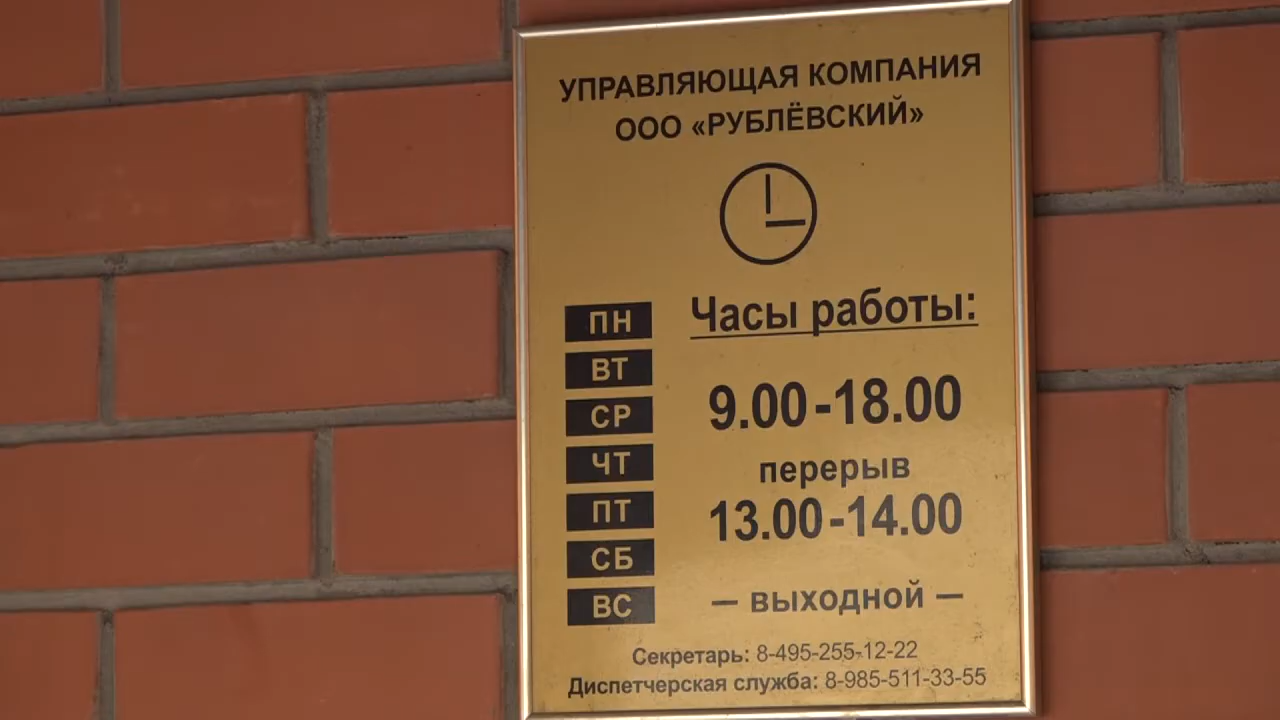 УПРАВЛЯЮЩАЯ КОМПАНИЯ
ООО «РУБЛЁВСКИЙ»
Часы работы:
ПН
ВТ
СР
ЧТ
ПТ
СБ
ВС
9.00-18.00
перерыв
13.00-14.00
— выходной —
Секретарь: 8-495-255-12-22
Диспетчерская служба: 8-985-511-33-55